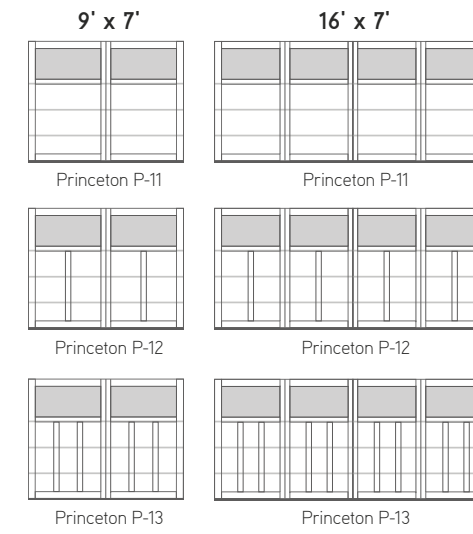 9' x 7' 16' x 7'
Princeton P-11 Princeton P-11
Princeton P-12 Princeton P-12
Princeton P-13 Princeton P-13